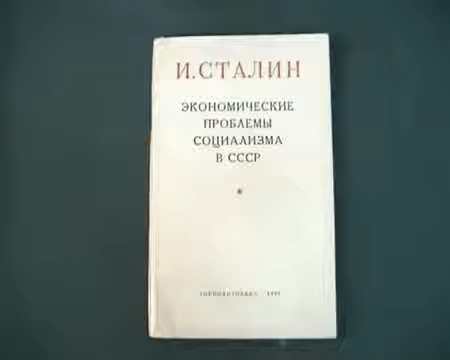 И. СТАЛИН
ЭКОНОМИЧЕСКИЕ
ПРОБЛЕМЫ
СОЦИАЛИЗМА
В СССР